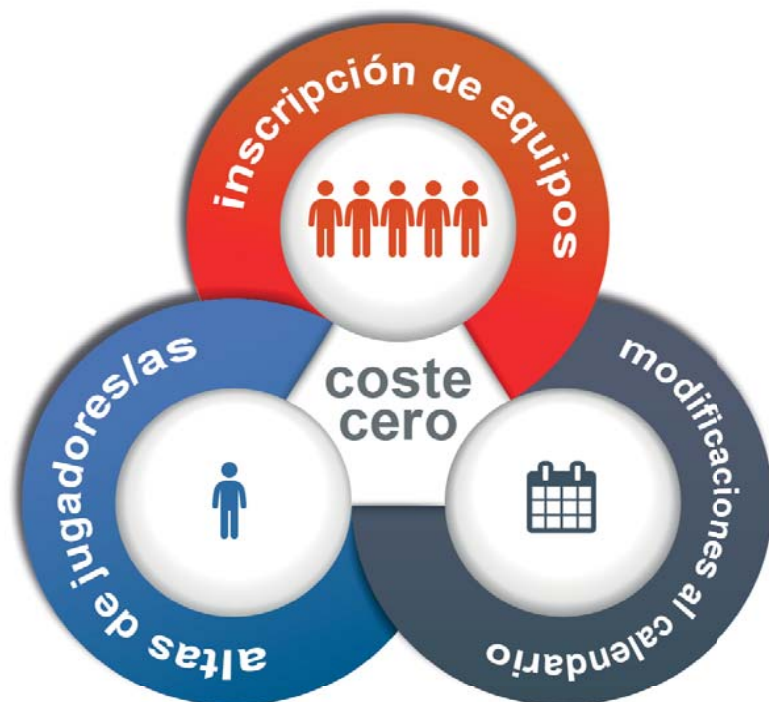 inscripción de equipos
coste
cero
altas de jugadores/as
modificaciones al calendario